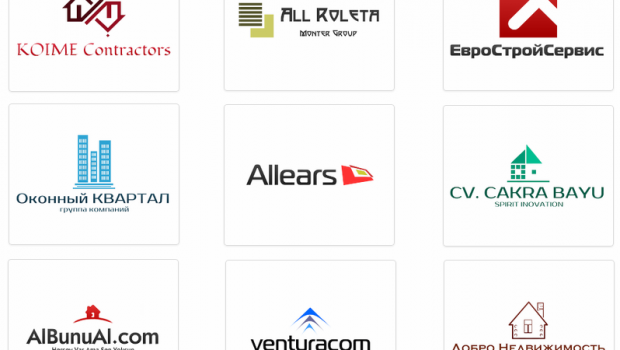 KOIME Contractors
All Roleta
Monter Group
ЕвроСтройСервис
Оконный КВАРТАЛ
группа компаний
Allears
CV. CAKRA BAYU
SPIRIT INOVATION
AlBunuAl.com
venturacom
Добро Недвижимость